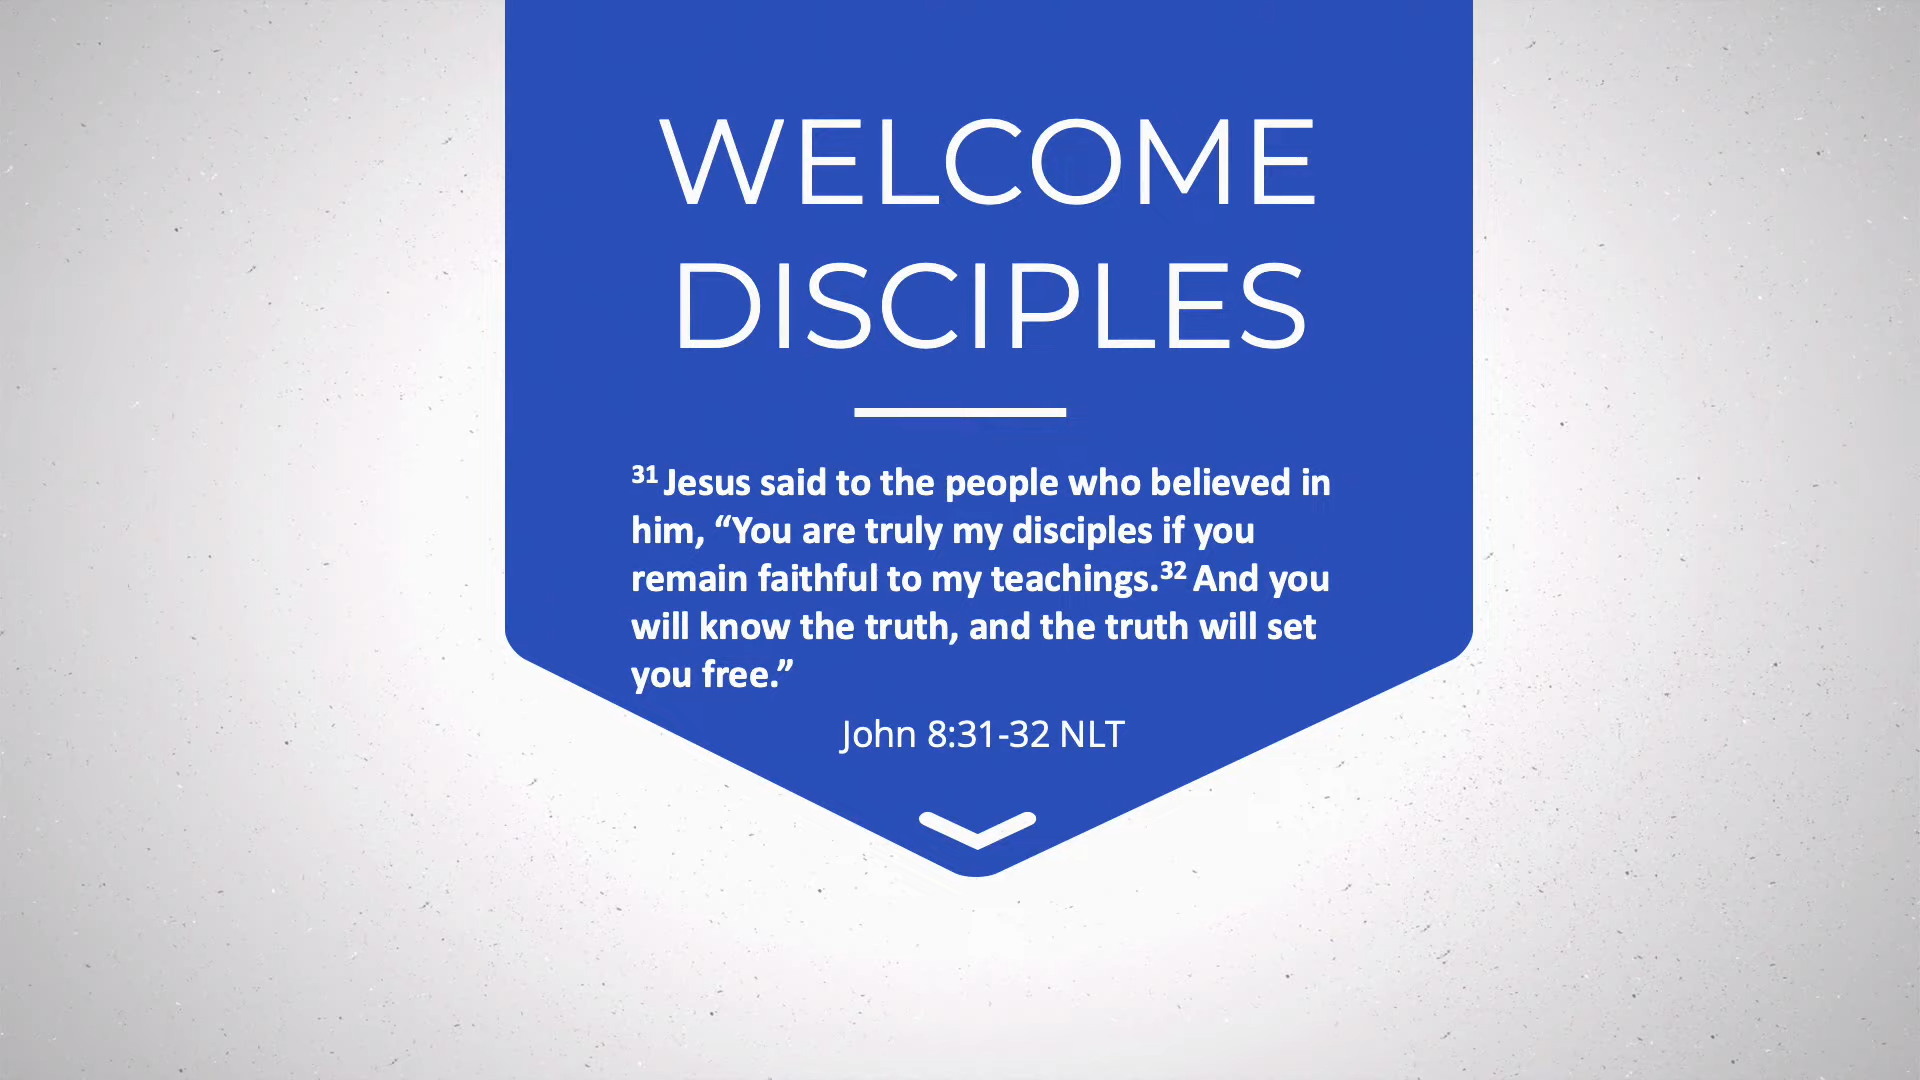 WELCOME
DISCIPLES
³¹ Jesus said to the people who believed in
him, “You are truly my disciples if you
remain faithful to my teachings.³² And you
will know the truth, and the truth will set
you free.”
John 8:31-32 NLT